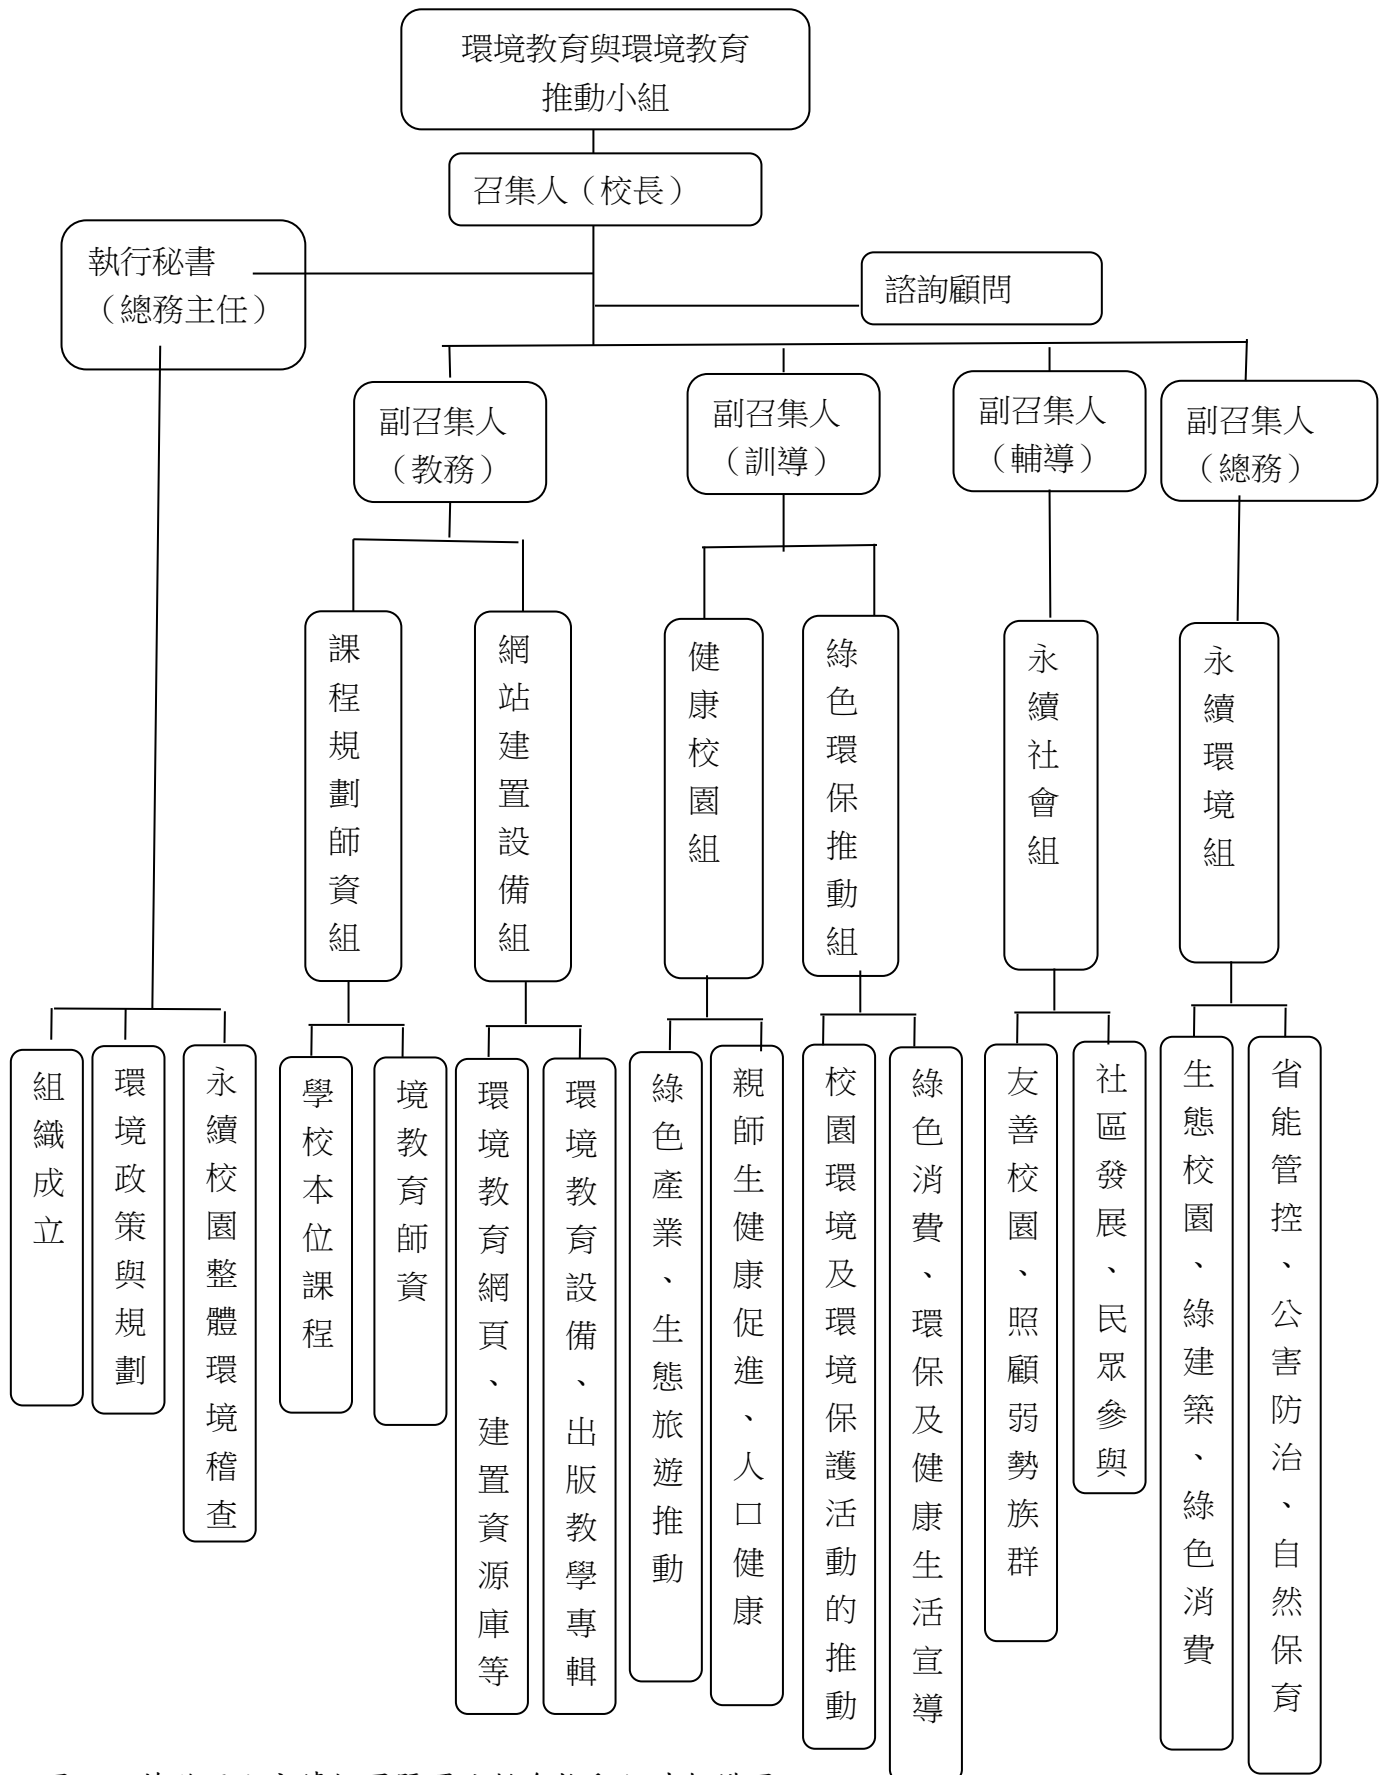 環境教育與環境教育
推動小組
召集人（校長）
執行秘書
（總務主任）
諮詢顧問
副召集人
（教務）
副召集人
（訓導）
副召集人
（輔導）
副召集人
（總務）
課程規劃師資組
網站建置設備組
健康校園組
綠色環保推動組
永續社會組
永續環境組
組織成立
環境政策與規劃
永續校園整體環境稽查
學校本位課程
境教育師資
環境教育網頁、建置資源庫等
環境教育設備、出版教學專輯
綠色產業、生態旅遊推動
親師生健康促進、人口健康
校園環境及環境保護活動的推動
綠色消費、環保及健康生活宣導
友善校園、照顧弱勢族群
社區發展、民眾參與
生態校園、綠建築、綠色消費
省能管控、公害防治、自然保育